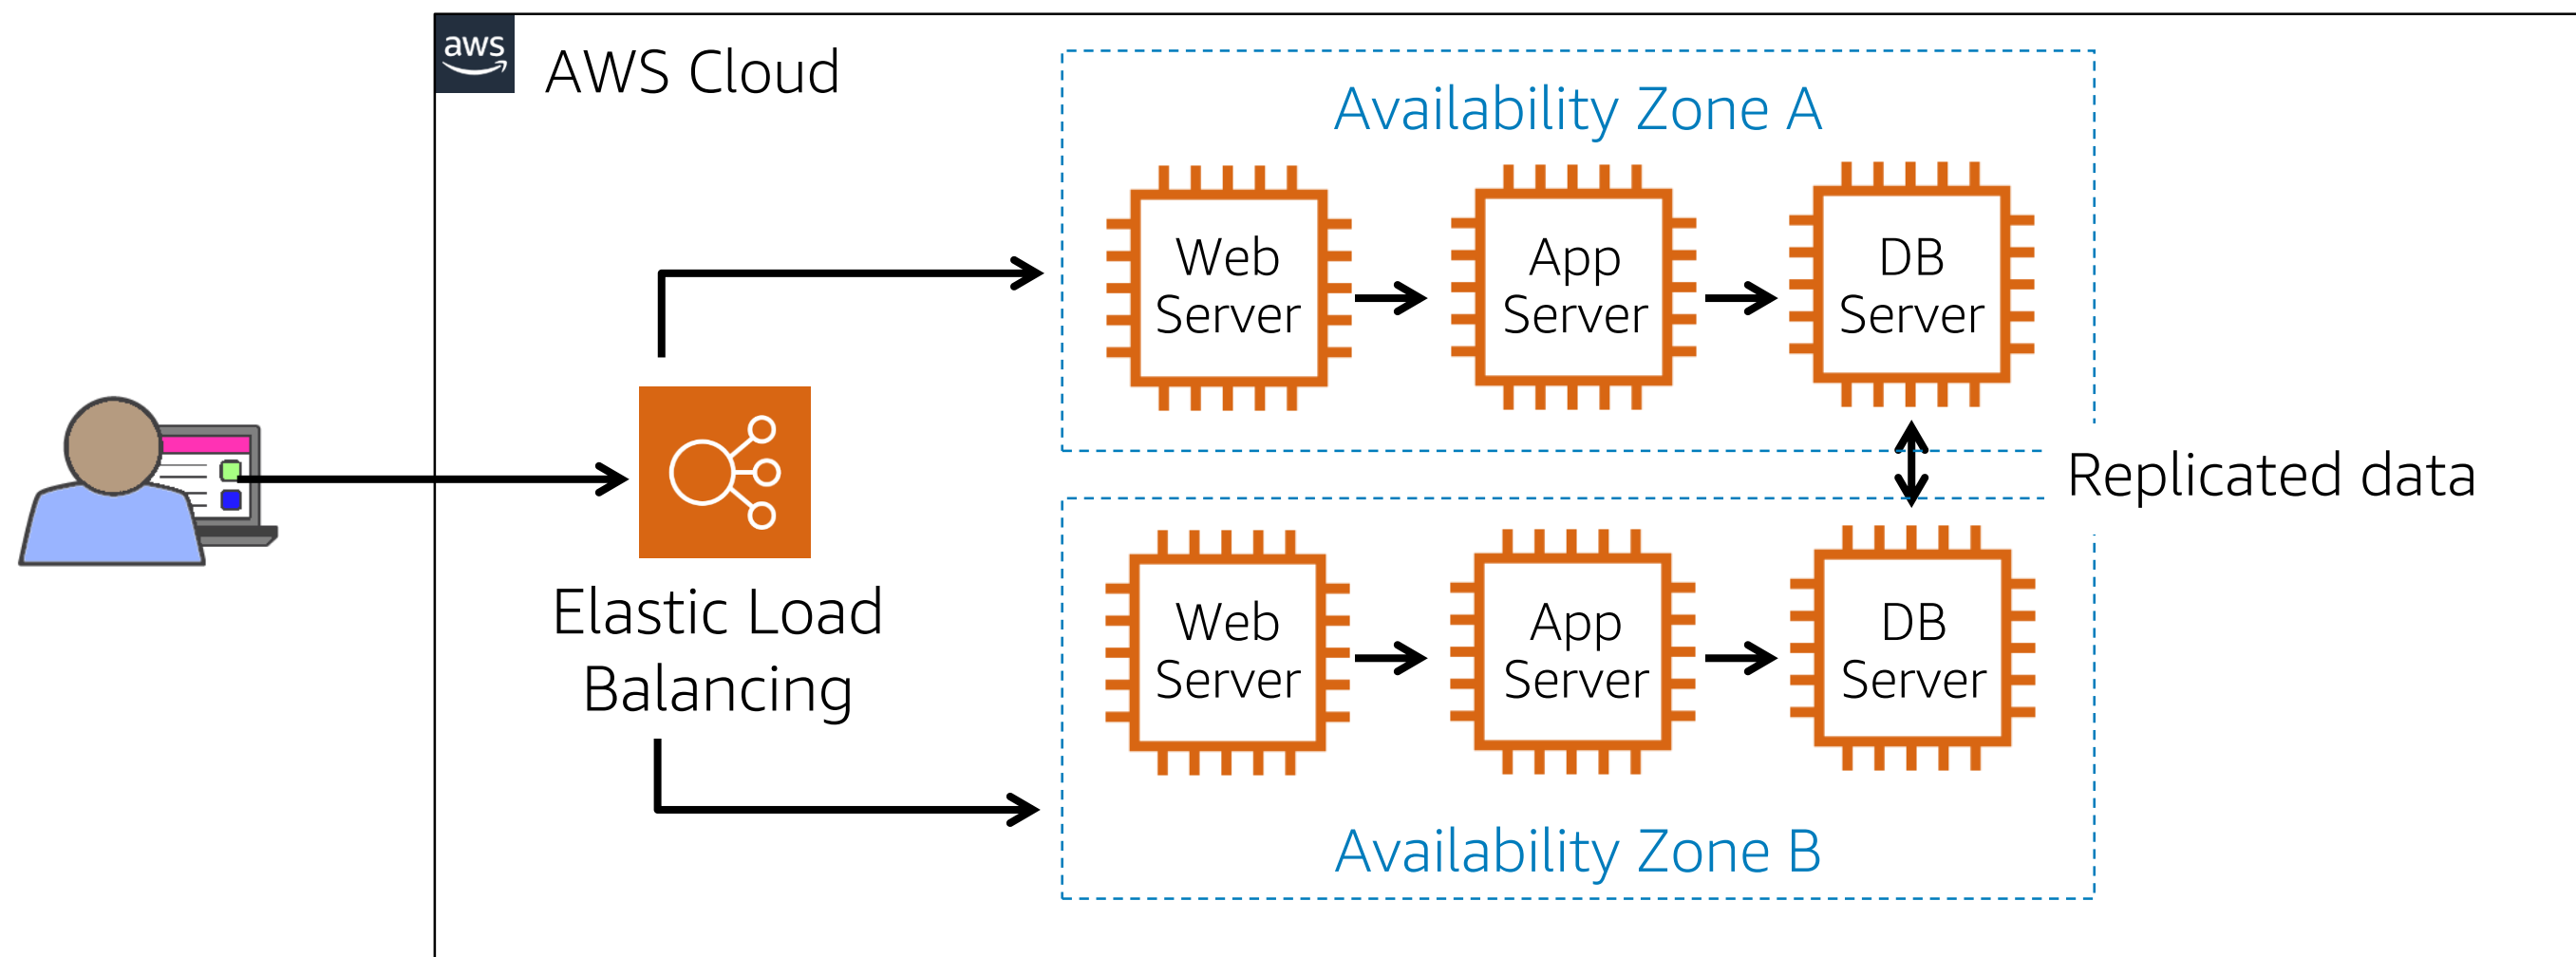 aws
AWS Cloud
Availability Zone A
Web
Server
App
Server
DB
Server
Replicated data
Elastic Load
Balancing
Web
Server
App
Server
DB
Server
Availability Zone B